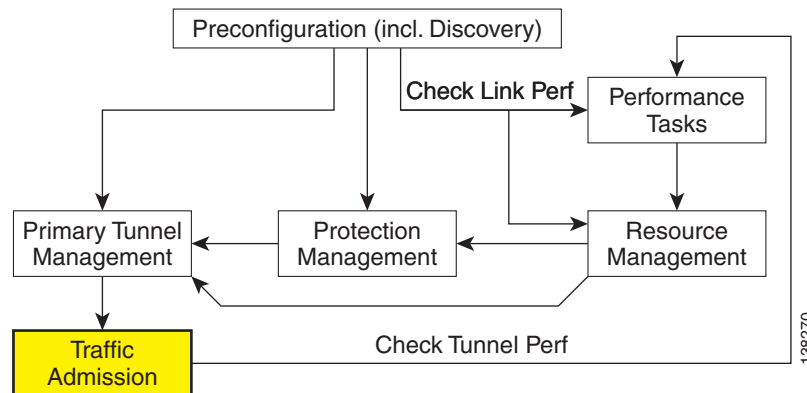 Preconfiguration (incl. Discovery)
Check Link Perf
Performance
Tasks
Primary Tunnel
Management
Protection
Management
Resource
Management
Traffic
Admission
Check Tunnel Perf
138270